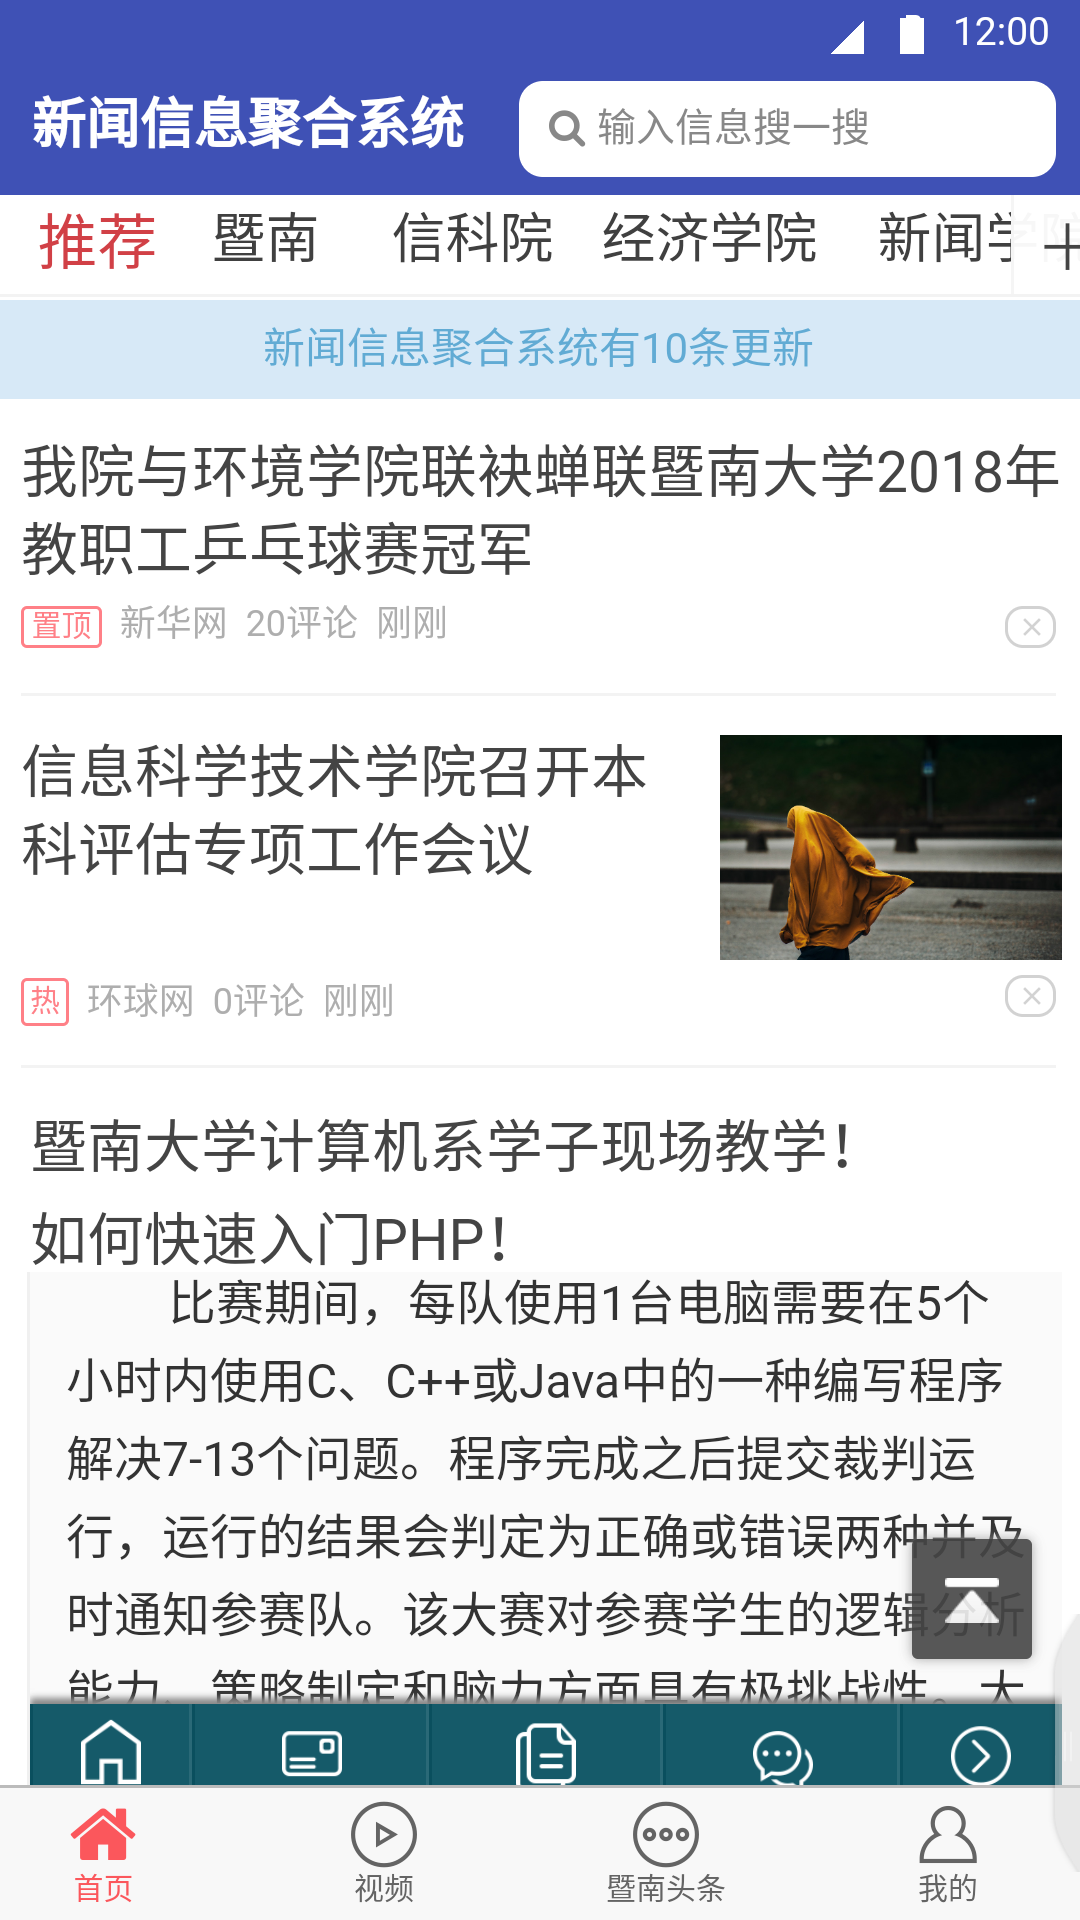 12:00
新闻信息聚合系统
输入信息搜一搜
推荐 暨南 信科院 经济学院 新闻学院
新闻信息聚合系统有10条更新
我院与环境学院联袂蝉联暨南大学2018年
教职工乒乓球赛冠军
置顶 新华网 20评论 刚刚
信息科学技术学院召开本
科评估专项工作会议
热 环球网 0评论 刚刚
暨南大学计算机系学子现场教学！
如何快速入门PHP！
比赛期间，每队使用1台电脑需要在5个
小时内使用C、C++或Java中的一种编写程序
解决7-13个问题。程序完成之后提交裁判运
行，运行的结果会判定为正确或错误两种并及
时通知参赛队。该大赛对参赛学生的逻辑分析
能力、策略制定和脑力方面具有极挑战性。大
首页 视频 暨南头条 我的